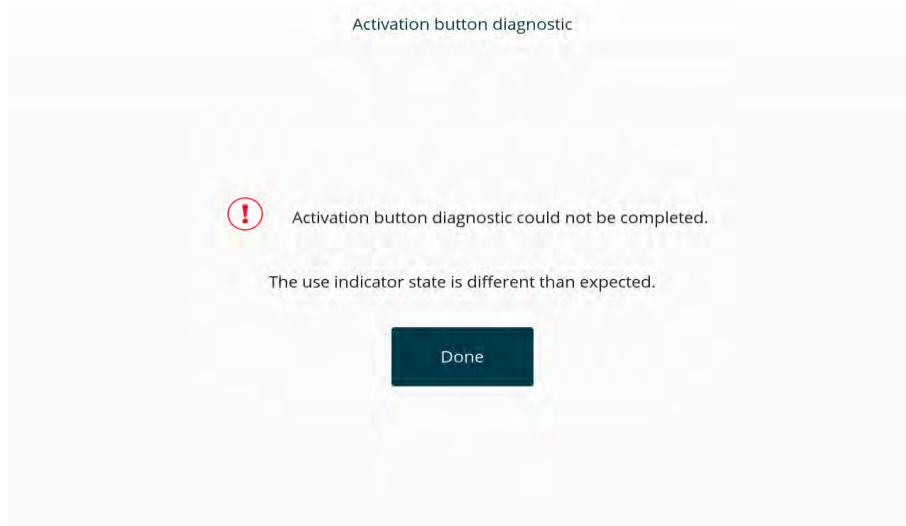 Activation button diagnostic
Activation button diagnostic could not be completed.
The use indicator state is different than expected.
Done